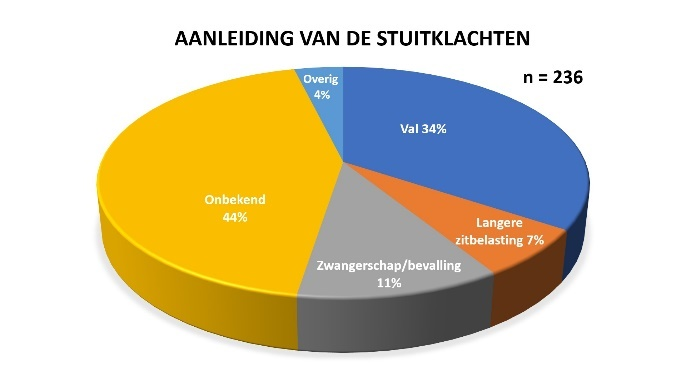 AANLEIDING VAN DE STUITKLACHTEN
n = 236
Overig
4%
Val 34%
Onbekend
44%
Langere
zitbelasting 7%
Zwangerschap/bevalling
11%